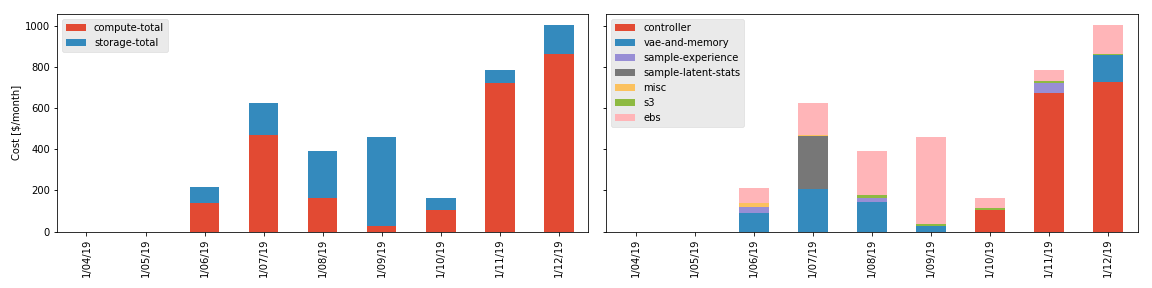 compute-total
storage-total
Cost [$/month]
1000
800
600
400
200
0
1/04/19
1/05/19
1/06/19
1/07/19
1/08/19
1/09/19
1/10/19
1/11/19
1/12/19
controller
vae-and-memory
sample-experience
sample-latent-stats
misc
s3
ebs
1/04/19
1/05/19
1/06/19
1/07/19
1/08/19
1/09/19
1/10/19
1/11/19
1/12/19